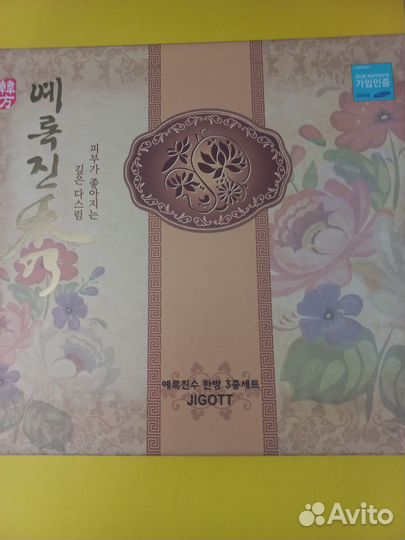 韓方
예록진秀
피부가 좋아지는
깊은 다스림
가입인증
예록진수 한방 3종세트
JIGOTT
Avito